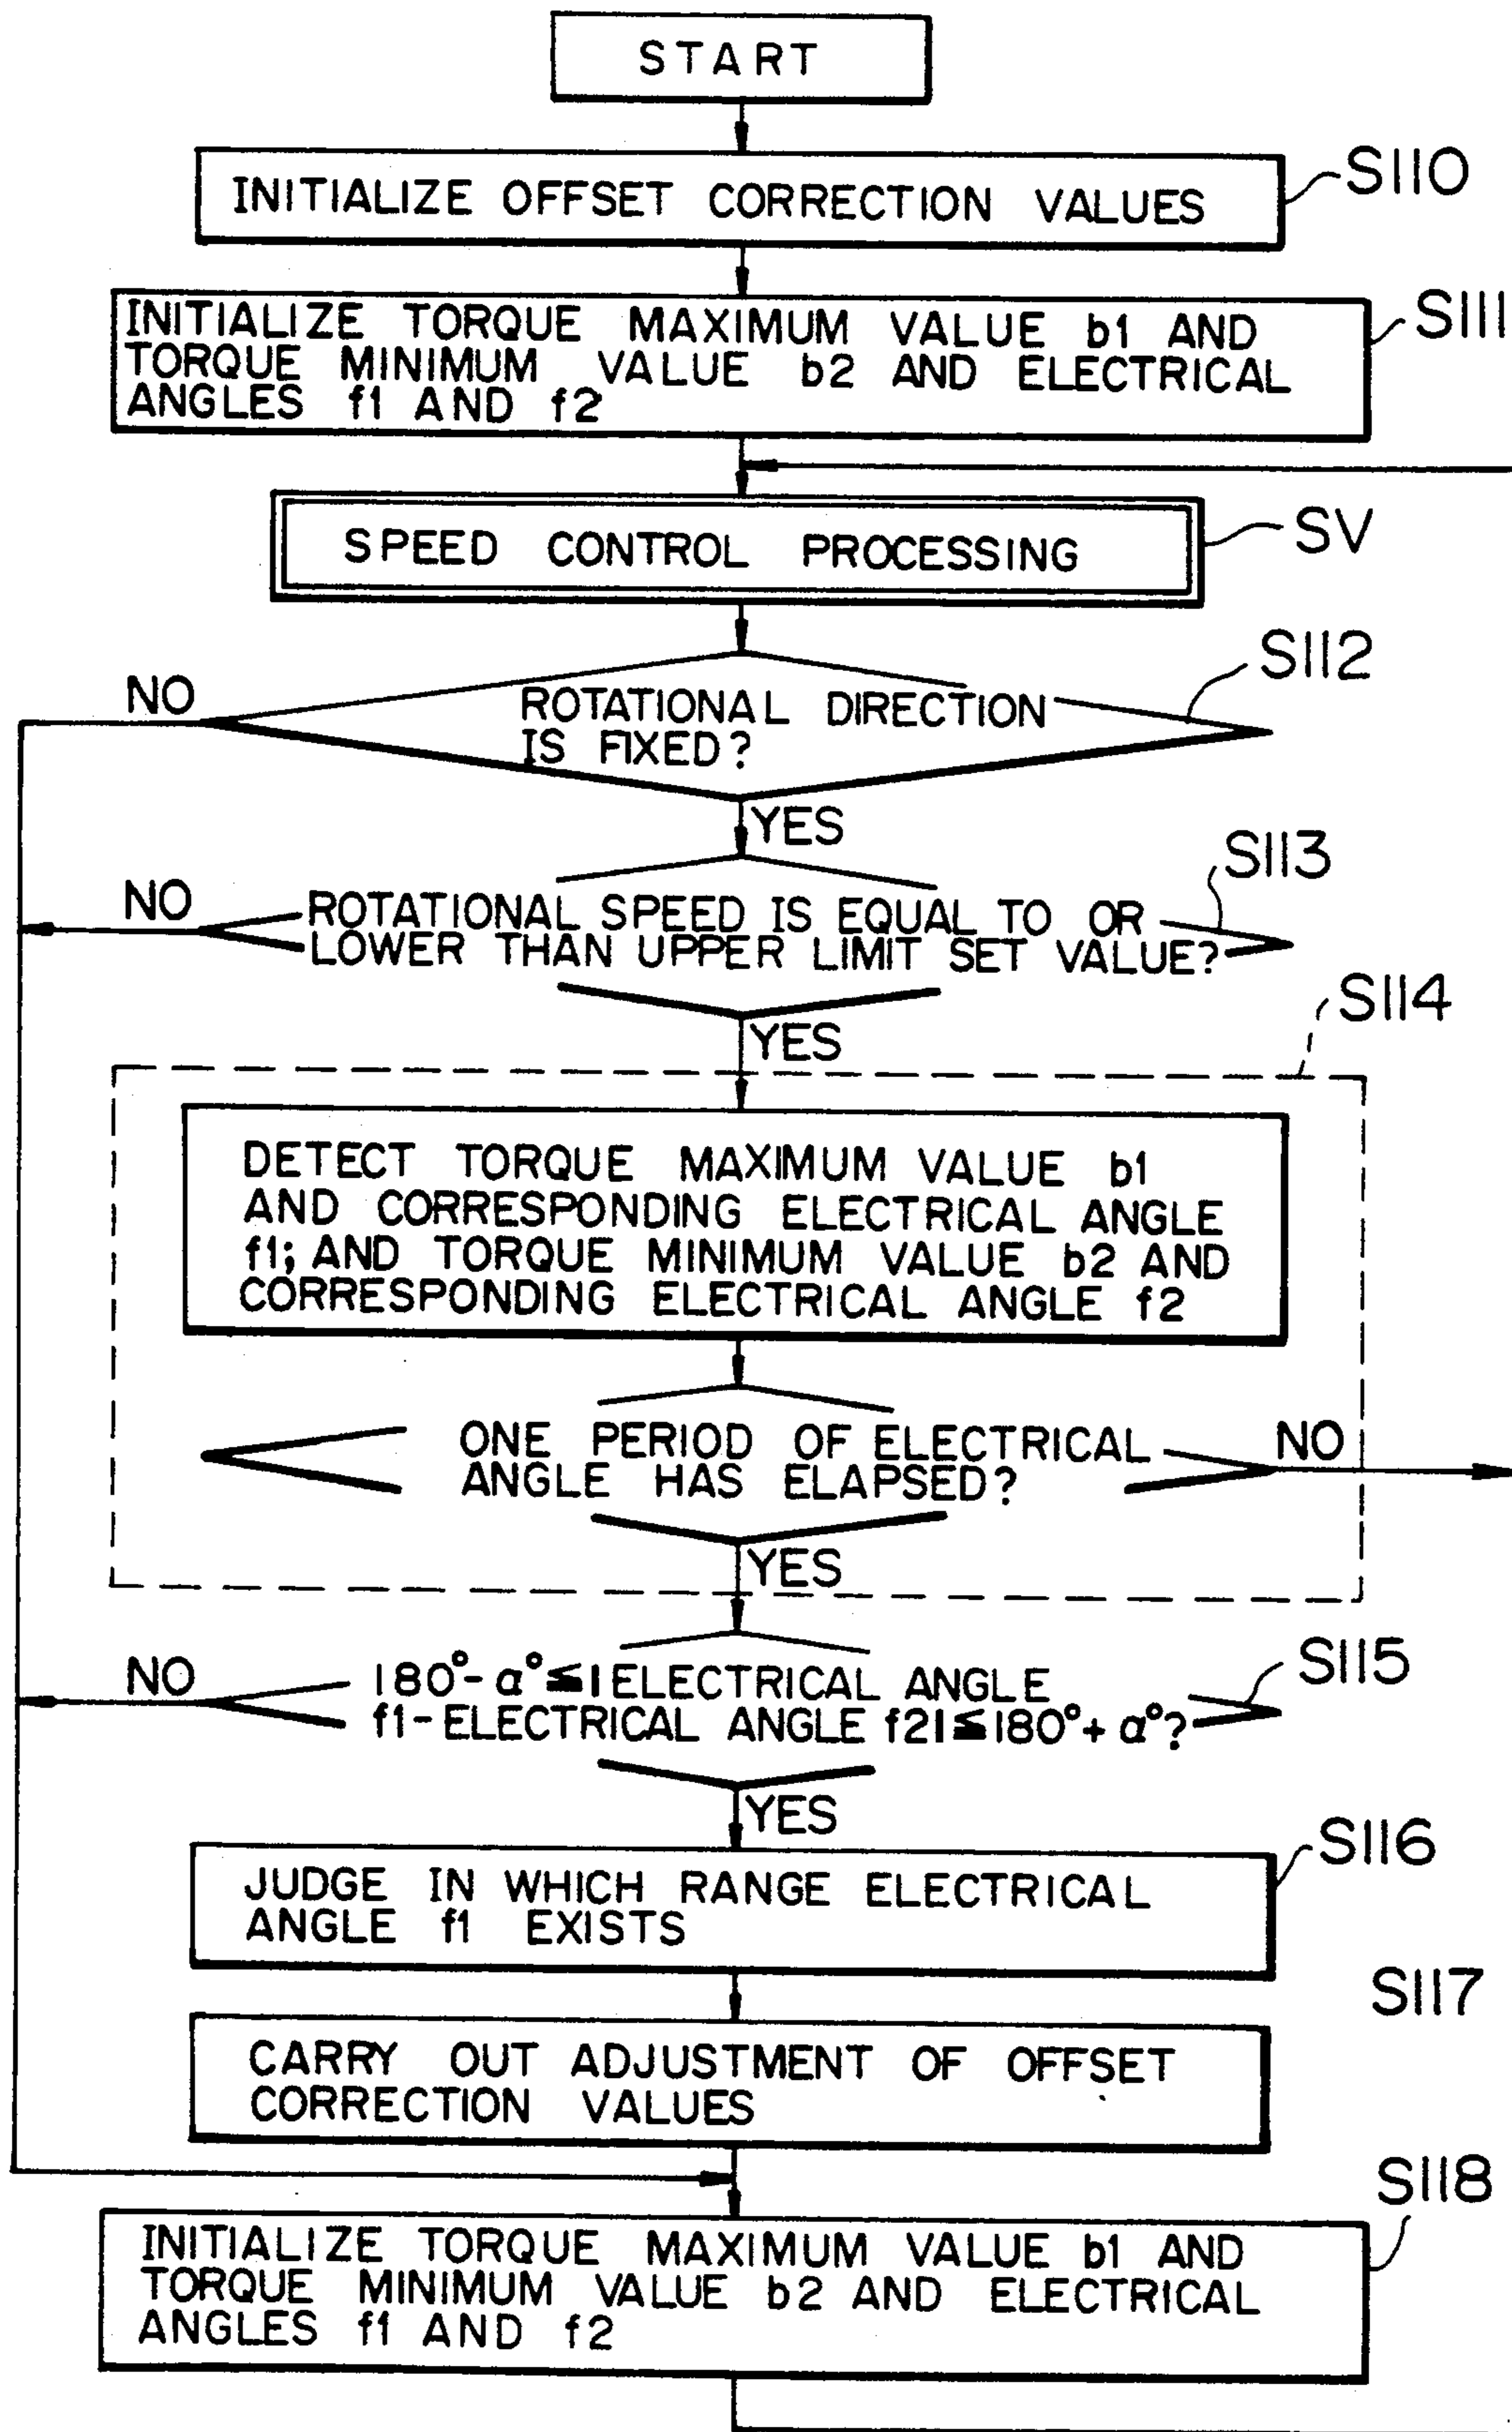 START
INITIALIZE OFFSET CORRECTION VALUES
S110
INITIALIZE TORQUE MAXIMUM VALUE b1 AND
TORQUE MINIMUM VALUE b2 AND ELECTRICAL
ANGLES f1 AND f2
S111
SPEED CONTROL PROCESSING
SV
S112
NO
ROTATIONAL DIRECTION
IS FIXED?
YES
S113
NO
ROTATIONAL SPEED IS EQUAL TO OR
LOWER THAN UPPER LIMIT SET VALUE?
YES
S114
DETECT TORQUE MAXIMUM VALUE b1
AND CORRESPONDING ELECTRICAL ANGLE
f1; AND TORQUE MINIMUM VALUE b2 AND
CORRESPONDING ELECTRICAL ANGLE f2
ONE PERIOD OF ELECTRICAL
ANGLE HAS ELAPSED?
NO
YES
S115
NO
180°-α°≦|ELECTRICAL ANGLE
f1-ELECTRICAL ANGLE f2|≦180°+α°?
YES
S116
JUDGE IN WHICH RANGE ELECTRICAL
ANGLE f1 EXISTS
S117
CARRY OUT ADJUSTMENT OF OFFSET
CORRECTION VALUES
S118
INITIALIZE TORQUE MAXIMUM VALUE b1 AND
TORQUE MINIMUM VALUE b2 AND ELECTRICAL
ANGLES f1 AND f2